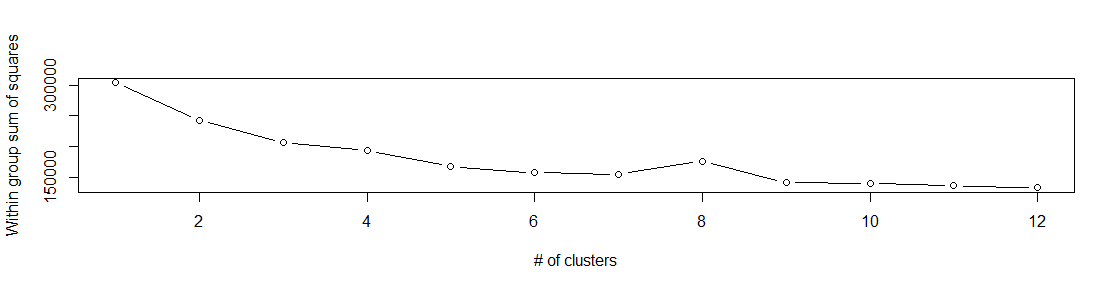 Within group sum of squares
300000
150000
2 4 6 8 10 12
# of clusters